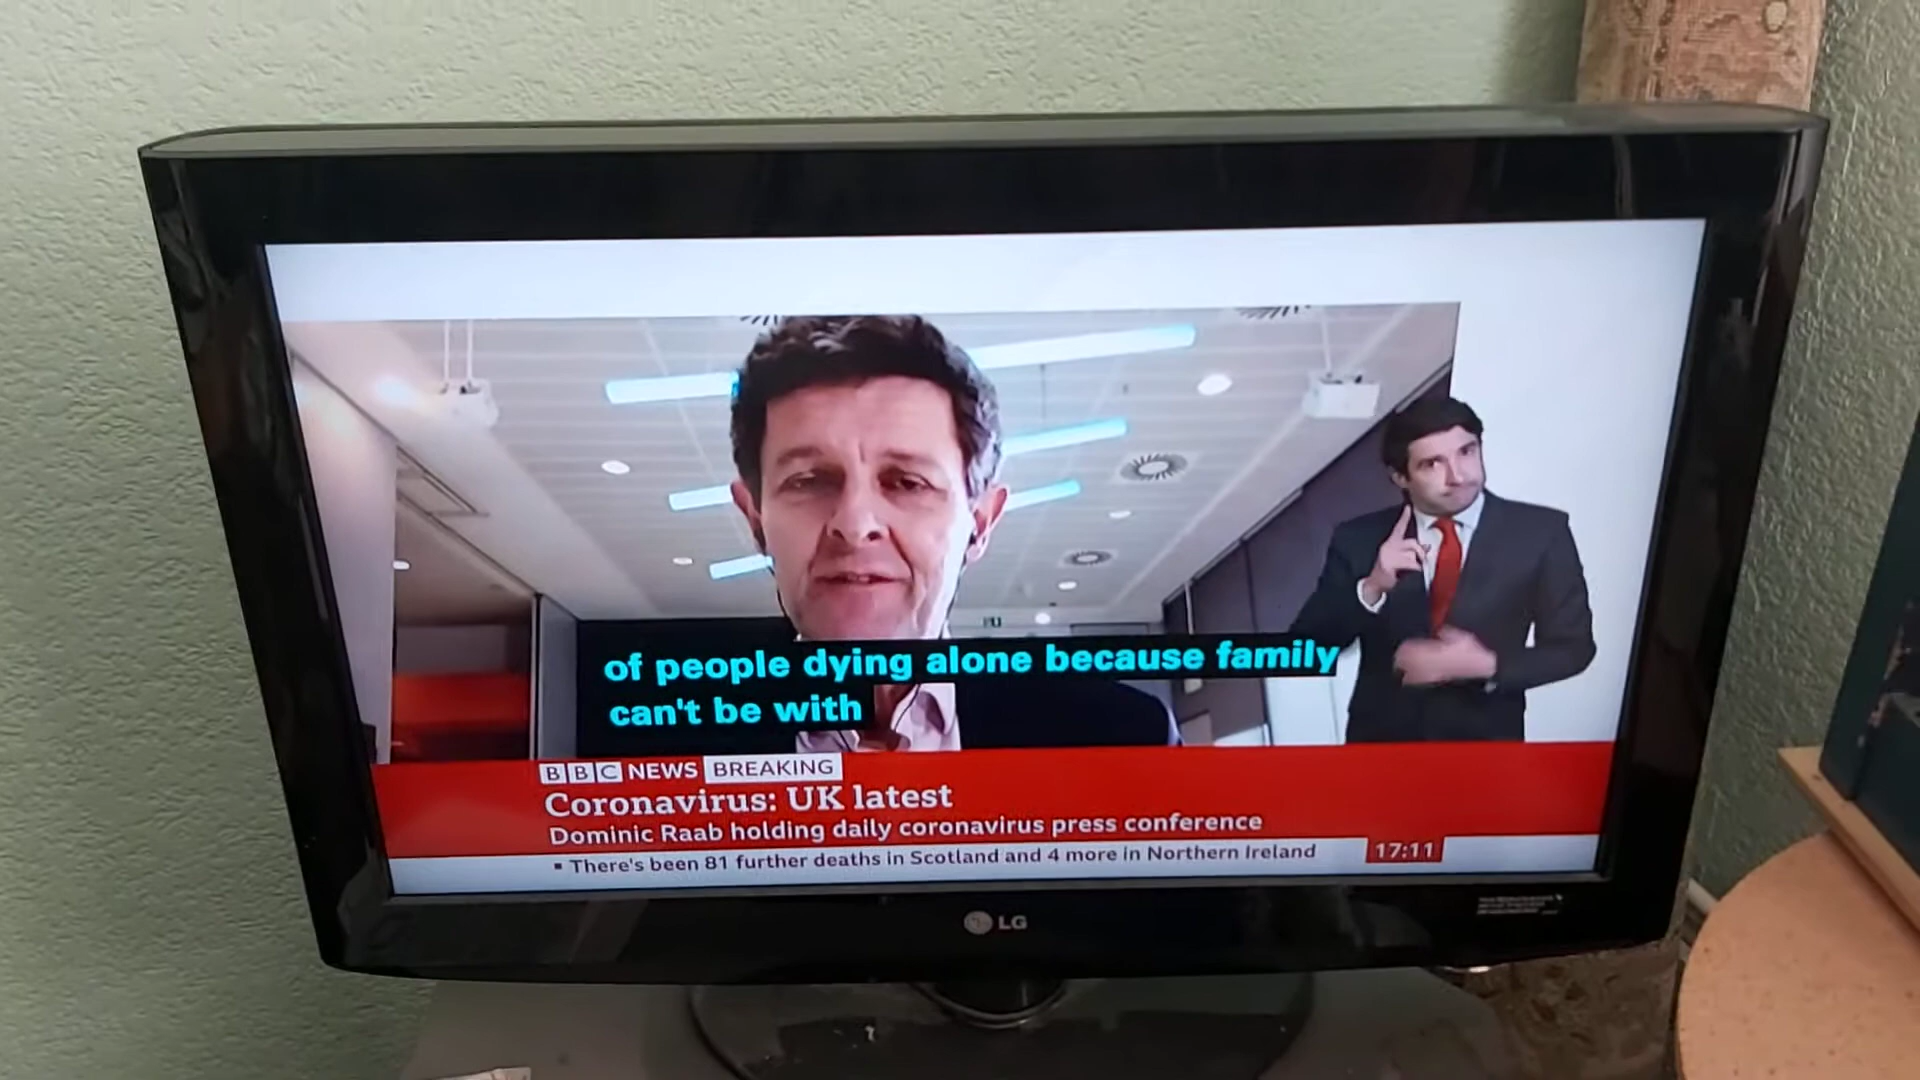 of people dying alone because family
can't be with
BBC NEWS BREAKING
Coronavirus: UK latest
Dominic Raab holding daily coronavirus press conference
▪ There's been 81 further deaths in Scotland and 4 more in Northern Ireland
17:11
LG